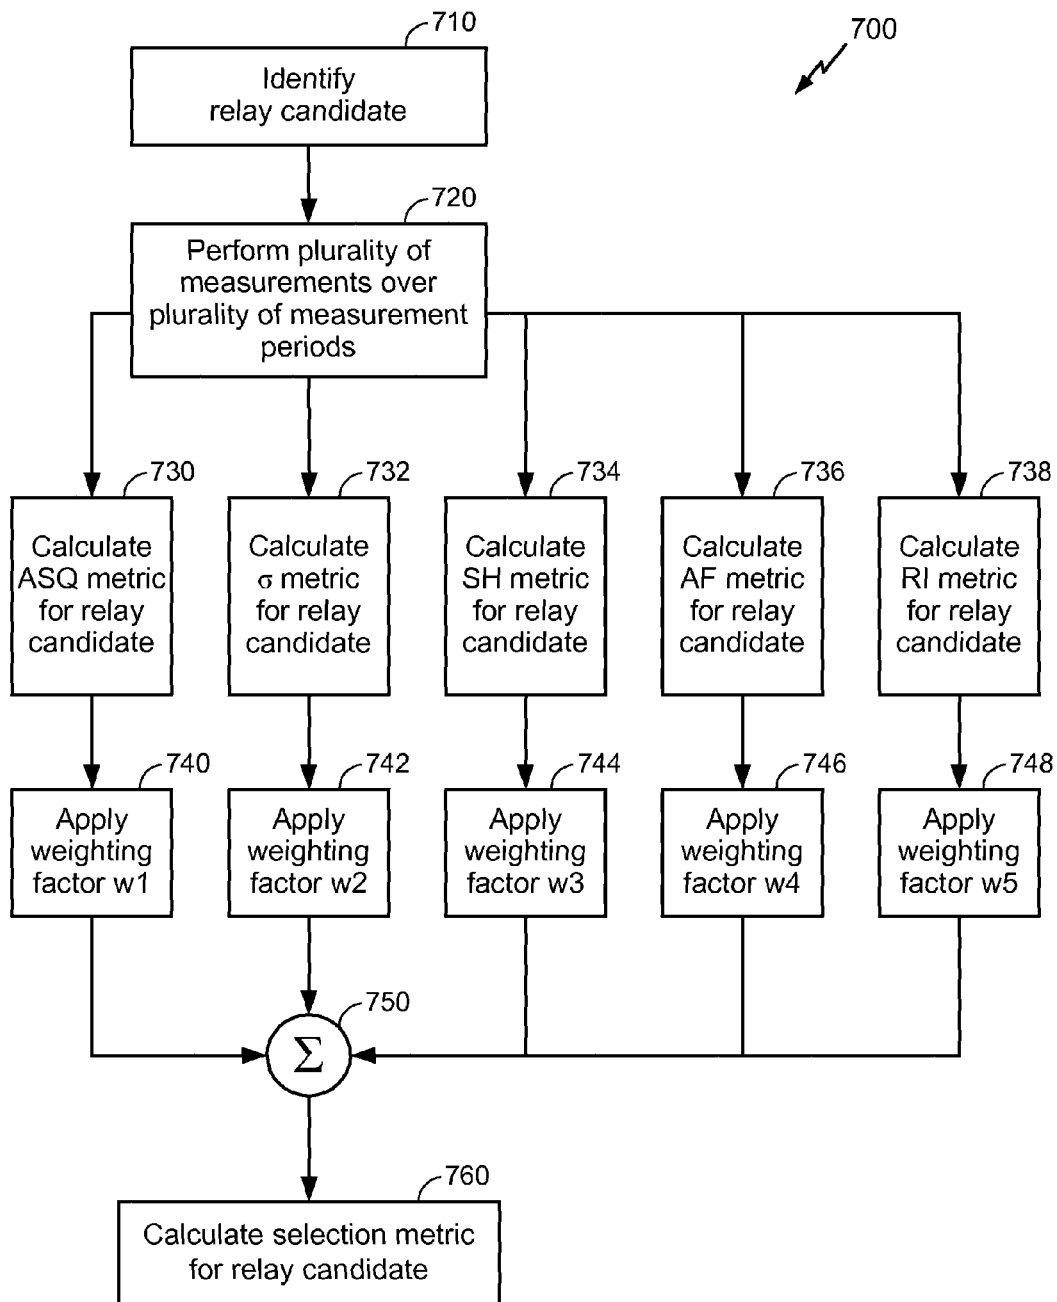 710
700
Identify
relay candidate
720
Perform plurality of
measurements over
plurality of measurement
periods
730
Calculate
ASQ metric
for relay
candidate
732
Calculate
σ metric
for relay
candidate
734
Calculate
SH metric
for relay
candidate
736
Calculate
AF metric
for relay
candidate
738
Calculate
RI metric
for relay
candidate
740
Apply
weighting
factor w1
742
Apply
weighting
factor w2
744
Apply
weighting
factor w3
746
Apply
weighting
factor w4
748
Apply
weighting
factor w5
750
Σ
760
Calculate selection metric
for relay candidate